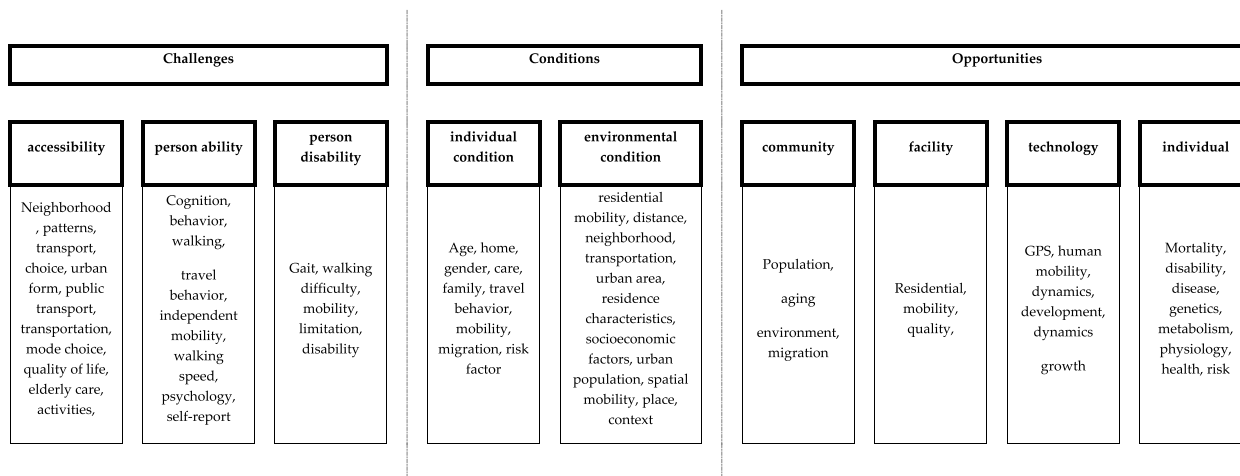 Challenges
Conditions
Opportunities
accessibility
person ability
person
disability
individual
condition
environmental
condition
community
facility
technology
individual
Neighborhood
, patterns,
transport,
choice, urban
form, public
transport,
transportation,
mode choice,
quality of life,
elderly care,
activities,
Cognition,
behavior,
walking,
travel
behavior,
independent
mobility,
walking
speed,
psychology,
self-report
Gait, walking
difficulty,
mobility,
limitation,
disability
Age, home,
gender, care,
family, travel
behavior,
mobility,
migration, risk
factor
residential
mobility, distance,
neighborhood,
transportation,
urban area,
residence
characteristics,
socioeconomic
factors, urban
population, spatial
mobility, place,
context
Population,
aging
environment,
migration
Residential,
mobility,
quality,
GPS, human
mobility,
dynamics,
development,
dynamics
growth
Mortality,
disability,
disease,
genetics,
metabolism,
physiology,
health, risk